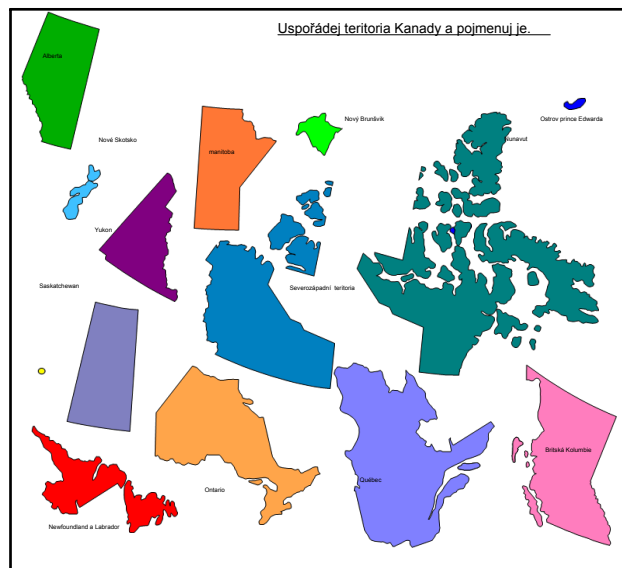 Uspořádej teritoria Kanady a pojmenuj je.
Alberta
Nové Skotsko
manitoba
Nový Brunšvik
Ostrov prince Edwarda
nunavut
Yukon
Saskatchewan
Severozápadní teritoria
Britská Kolumbie
Ontario
Québec
Newfoundland a Labrador